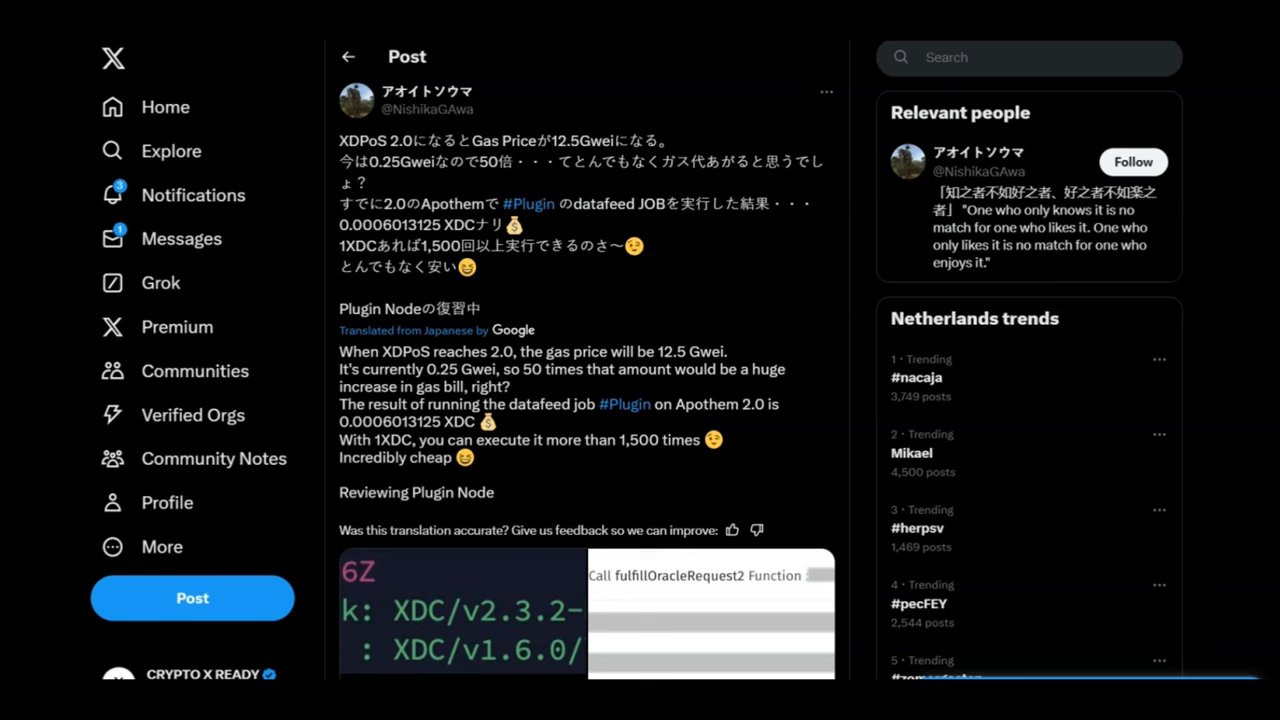 Home
Explore
3
Notifications
1
Messages
Grok
Premium
Communities
Verified Orgs
Community Notes
Profile
More
Post
CRYPTO X READY
Post
アオイトソウマ
@NishikaGAwa
XDPoS 2.0になるとGas Priceが12.5Gweiになる。
今は0.25Gweiなので50倍・・・てとんでもなくガス代あがると思うでし
ょ？
すでに2.0のApothemで #Plugin のdatafeed JOBを実行した結果・・・
0.0006013125 XDCナリ💰
1XDCあれば1,500回以上実行できるのさ〜😉
とんでもなく安い😆
Plugin Nodeの復習中
Translated from Japanese by Google
When XDPoS reaches 2.0, the gas price will be 12.5 Gwei.
It's currently 0.25 Gwei, so 50 times that amount would be a huge
increase in gas bill, right?
The result of running the datafeed job #Plugin on Apothem 2.0 is
0.0006013125 XDC 💰
With 1XDC, you can execute it more than 1,500 times 😉
Incredibly cheap 😆
Reviewing Plugin Node
Was this translation accurate? Give us feedback so we can improve:
6Z
k: XDC/v2.3.2-
: XDC/v1.6.0/
Call fulfillOracleRequest2 Function
Search
Relevant people
アオイトソウマ
@NishikaGAwa
Follow
「知之者不如好之者、好之者不如楽之
者」 "One who only knows it is no
match for one who likes it. One who
only likes it is no match for one who
enjoys it."
Netherlands trends
1 · Trending
#nacaja
3,749 posts
2 · Trending
Mikael
4,500 posts
3 · Trending
#herpsv
1,469 posts
4 · Trending
#pecFEY
2,544 posts
5 · Trending